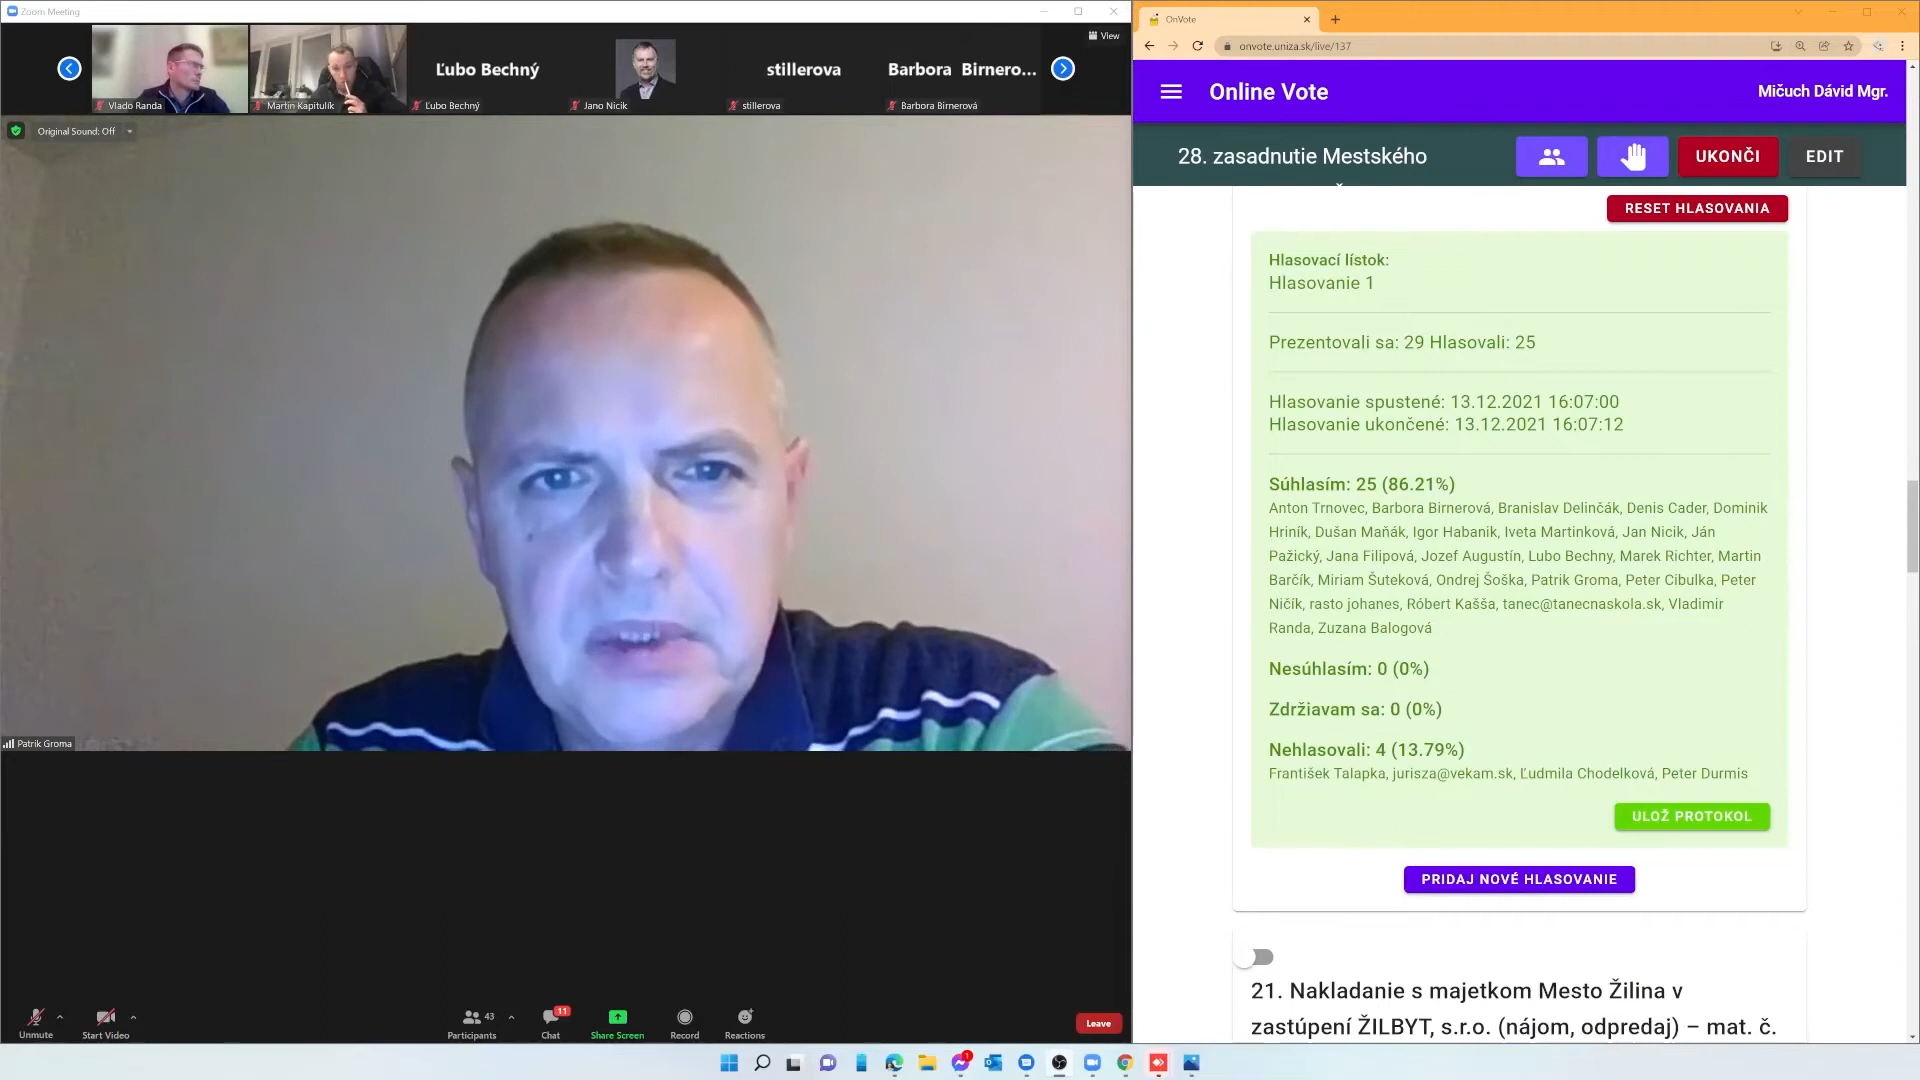 Zoom Meeting
View
Vlado Randa
Martin Kapitulík
Ľubo Bechný
Ľubo Bechný
Jano Nicik
stillerova
stillerova
Barbora Birnero...
Barbora Birnerová
Original Sound: Off
Patrik Groma
Unmute
Start Video
43
Participants
11
Chat
Share Screen
Record
Reactions
Leave
OnVote
onvote.uniza.sk/live/137
Online Vote
Mičuch Dávid Mgr.
28. zasadnutie Mestského
UKONČI
EDIT
RESET HLASOVANIA
Hlasovací lístok:
Hlasovanie 1
Prezentovali sa: 29 Hlasovali: 25
Hlasovanie spustené: 13.12.2021 16:07:00
Hlasovanie ukončené: 13.12.2021 16:07:12
Súhlasím: 25 (86.21%)
Anton Trnovec, Barbora Birnerová, Branislav Delinčák, Denis Cader, Dominik
Hriník, Dušan Maňák, Igor Habanik, Iveta Martinková, Jan Nicik, Ján
Pažický, Jana Filipová, Jozef Augustín, Lubo Bechny, Marek Richter, Martin
Barčík, Miriam Šuteková, Ondrej Šoška, Patrik Groma, Peter Cibulka, Peter
Ničík, rasto johanes, Róbert Kašša, tanec@tanecnaskola.sk, Vladimir
Randa, Zuzana Balogová
Nesúhlasím: 0 (0%)
Zdržiavam sa: 0 (0%)
Nehlasovali: 4 (13.79%)
František Talapka, jurisza@vekam.sk, Ľudmila Chodelková, Peter Durmis
ULOŽ PROTOKOL
PRIDAJ NOVÉ HLASOVANIE
21. Nakladanie s majetkom Mesto Žilina v
zastúpení ŽILBYT, s.r.o. (nájom, odpredaj) – mat. č.
1